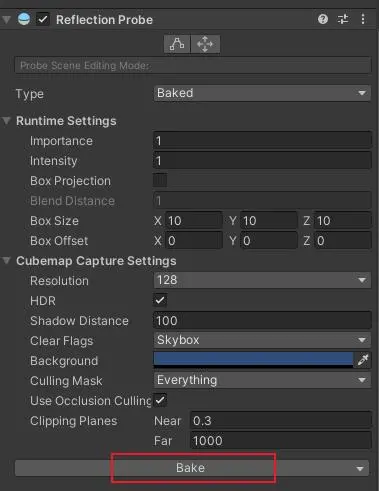 Reflection Probe
Probe Scene Editing Mode:
Type Baked
Runtime Settings
Importance 1
Intensity 1
Box Projection
Blend Distance 1
Box Size X 10 Y 10 Z 10
Box Offset X 0 Y 0 Z 0
Cubemap Capture Settings
Resolution 128
HDR
Shadow Distance 100
Clear Flags Skybox
Background
Culling Mask Everything
Use Occlusion Culling
Clipping Planes Near 0.3
Far 1000
Bake